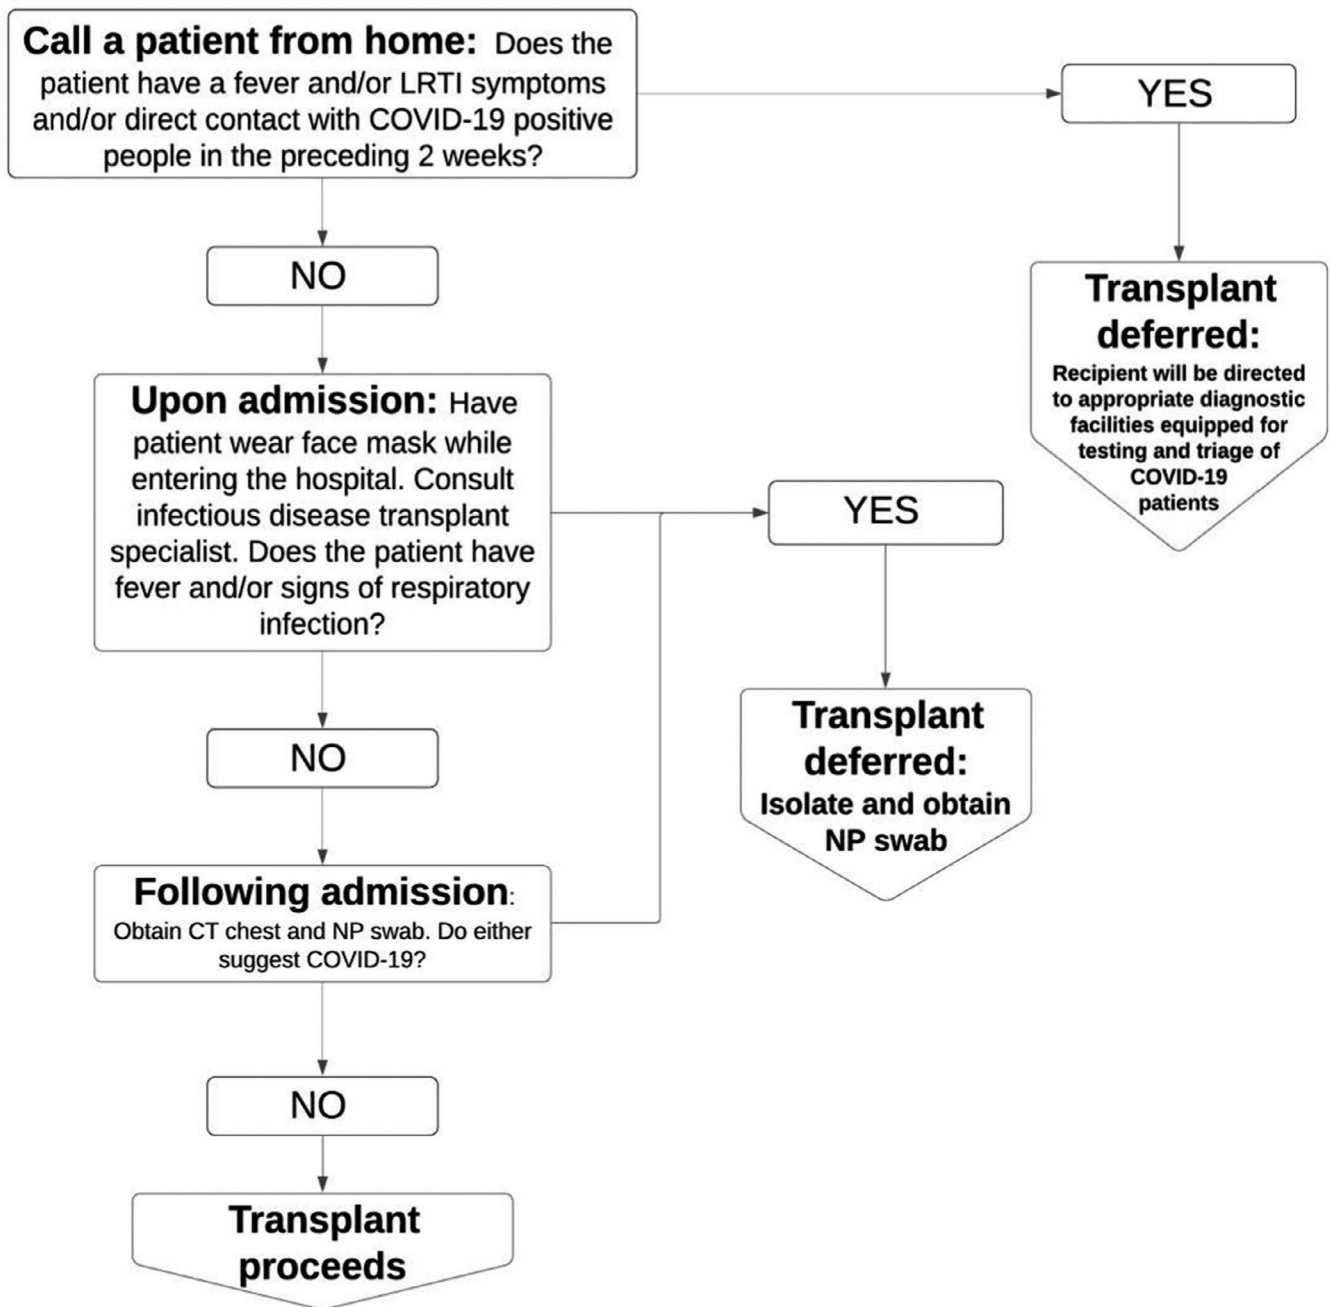 Call a patient from home: Does the
patient have a fever and/or LRTI symptoms
and/or direct contact with COVID-19 positive
people in the preceding 2 weeks?
YES
NO
Transplant
deferred:
Recipient will be directed
to appropriate diagnostic
facilities equipped for
testing and triage of
COVID-19
patients
Upon admission: Have
patient wear face mask while
entering the hospital. Consult
infectious disease transplant
specialist. Does the patient have
fever and/or signs of respiratory
infection?
YES
NO
Transplant
deferred:
Isolate and obtain
NP swab
Following admission:
Obtain CT chest and NP swab. Do either
suggest COVID-19?
NO
Transplant
proceeds